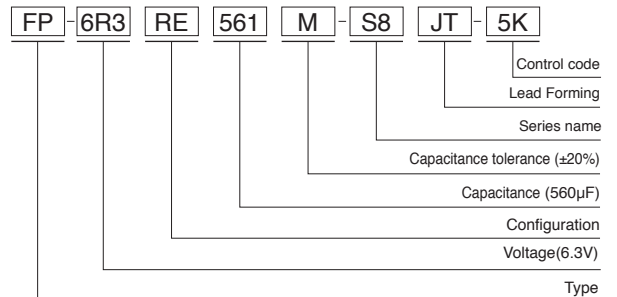 FP-6R3 RE 561 M-S8 JT-5K
Control code
Lead Forming
Series name
Capacitance tolerance (±20%)
Capacitance (560µF)
Configuration
Voltage(6.3V)
Type